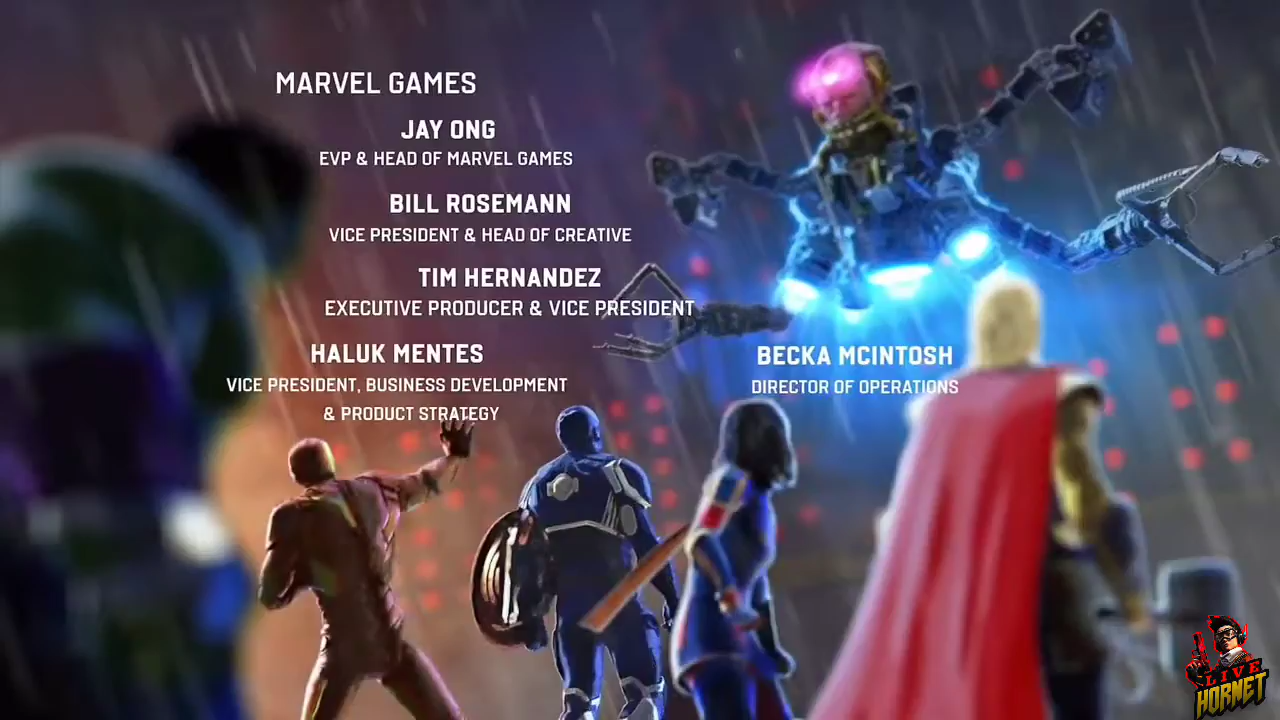 MARVEL GAMES
JAY ONG
EVP & HEAD OF MARVEL GAMES
BILL ROSEMANN
VICE PRESIDENT & HEAD OF CREATIVE
TIM HERNANDEZ
EXECUTIVE PRODUCER & VICE PRESIDENT
HALUK MENTES
VICE PRESIDENT, BUSINESS DEVELOPMENT
& PRODUCT STRATEGY
BECKA MCINTOSH
DIRECTOR OF OPERATIONS
LIVE
HORNET